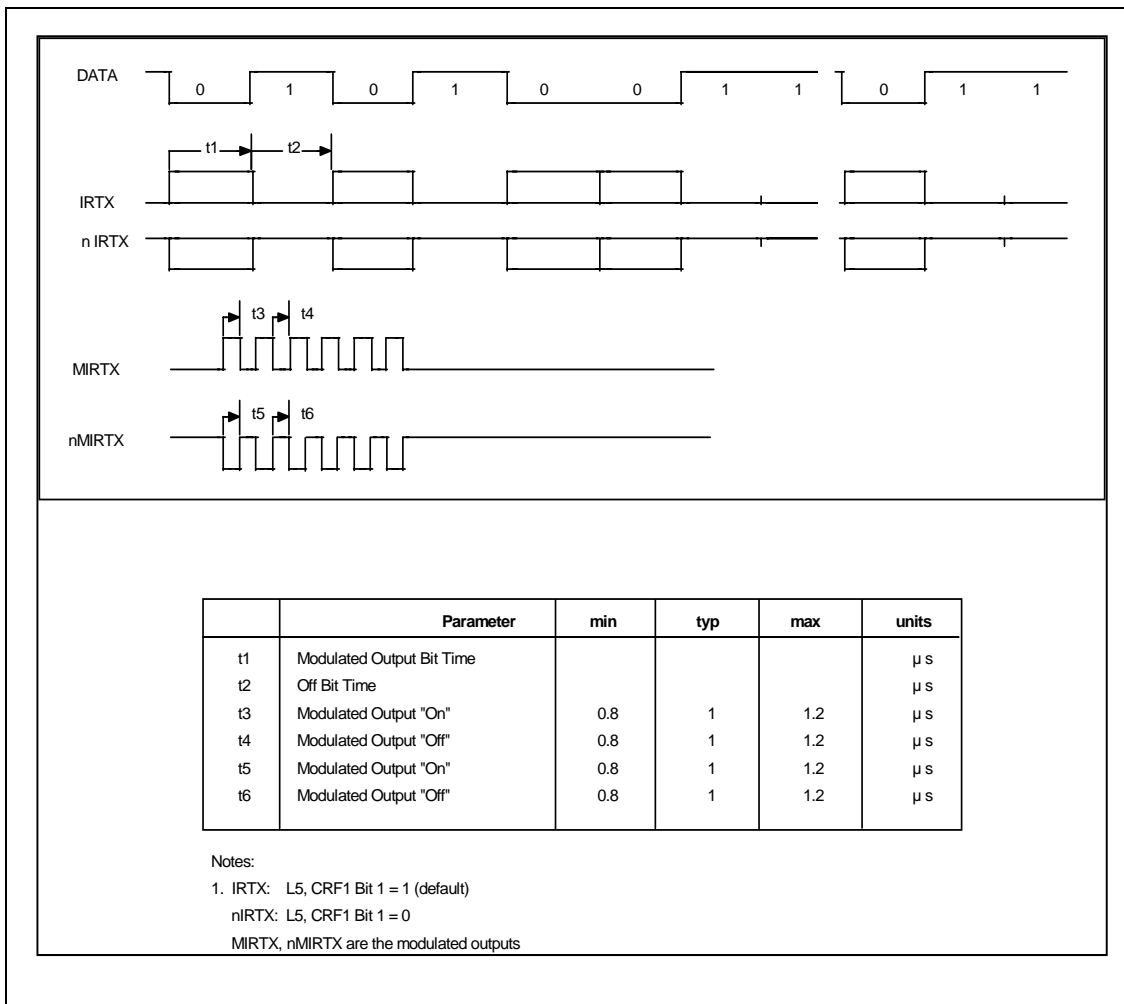 DATA
0 1 0 1 0 0 1 1 0 1 1
t1 t2
IRTX
n IRTX
t3 t4
MIRTX
t5 t6
nMIRTX
Parameter min typ max units
t1 Modulated Output Bit Time µ s
t2 Off Bit Time µ s
t3 Modulated Output "On" 0.8 1 1.2 µ s
t4 Modulated Output "Off" 0.8 1 1.2 µ s
t5 Modulated Output "On" 0.8 1 1.2 µ s
t6 Modulated Output "Off" 0.8 1 1.2 µ s
Notes:
1. IRTX: L5, CRF1 Bit 1 = 1 (default)
nIRTX: L5, CRF1 Bit 1 = 0
MIRTX, nMIRTX are the modulated outputs